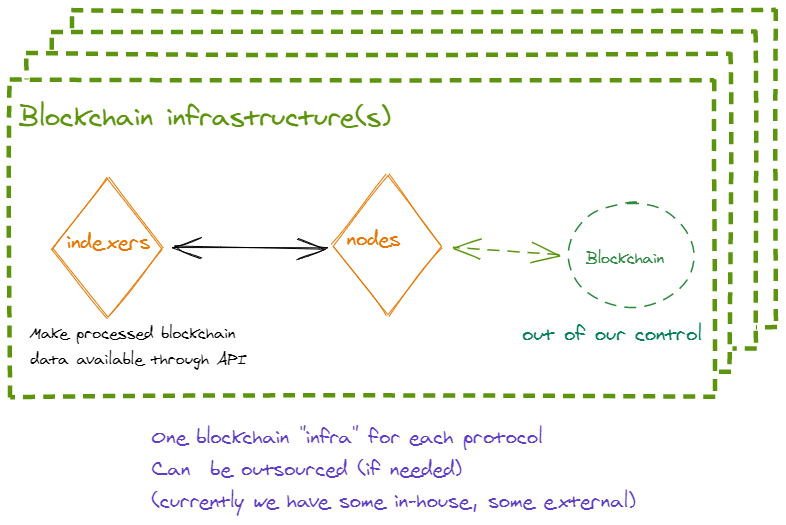 Blockchain infrastructure(s)
indexers
nodes
Blockchain
Make processed blockchain
data available through API
out of our control
One blockchain "infra" for each protocol
Can be outsourced (if needed)
(currently we have some in-house, some external)